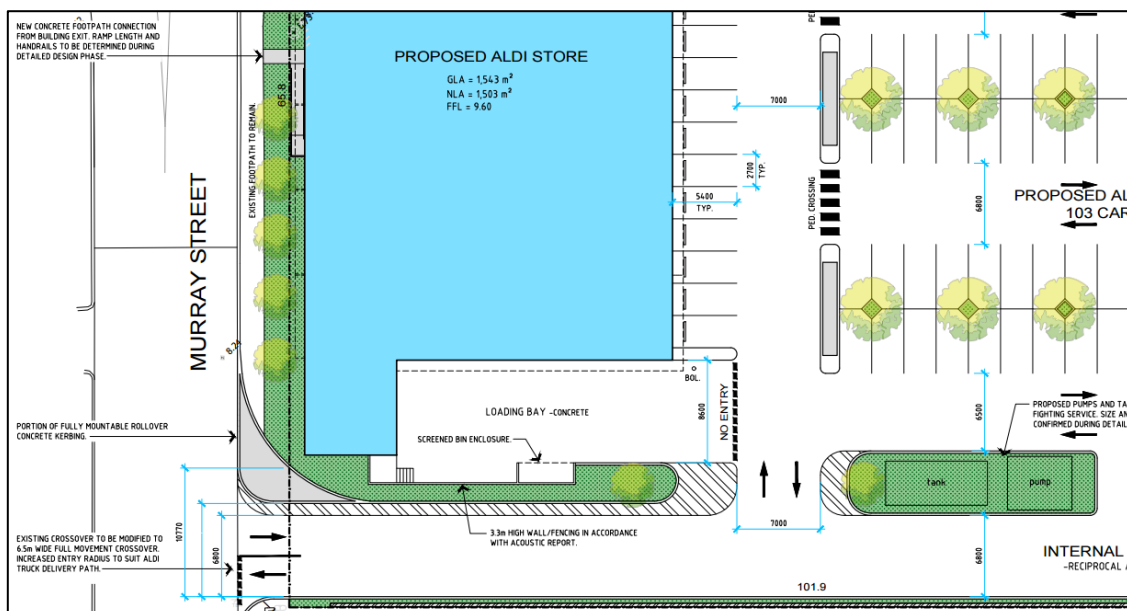 NEW CONCRETE FOOTPATH CONNECTION
FROM BUILDING EXIT. RAMP LENGTH AND
HANDRAILS TO BE DETERMINED DURING
DETAILED DESIGN PHASE.
65.8
EXISTING FOOTPATH TO REMAIN.
MURRAY STREET
8.24
PROPOSED ALDI STORE
GLA = 1,543 m²
NLA = 1,503 m²
FFL = 9.60
7000
2700
TYP.
5400
TYP.
PED.
PED. CROSSING
6800
PROPOSED AL
103 CAR
BOL.
8600
NO ENTRY
LOADING BAY -CONCRETE
SCREENED BIN ENCLOSURE.
6500
PROPOSED PUMPS AND TA
FIGHTING SERVICE. SIZE AN
CONFIRMED DURING DETAIL
tank
pump
PORTION OF FULLY MOUNTABLE ROLLOVER
CONCRETE KERBING.
10770
6800
3.3m HIGH WALL/FENCING IN ACCORDANCE
WITH ACOUSTIC REPORT.
7000
6800
EXISTING CROSSOVER TO BE MODIFIED TO
6.5m WIDE FULL MOVEMENT CROSSOVER.
INCREASED ENTRY RADIUS TO SUIT ALDI
TRUCK DELIVERY PATH.
INTERNAL
-RECIPROCAL A
101.9